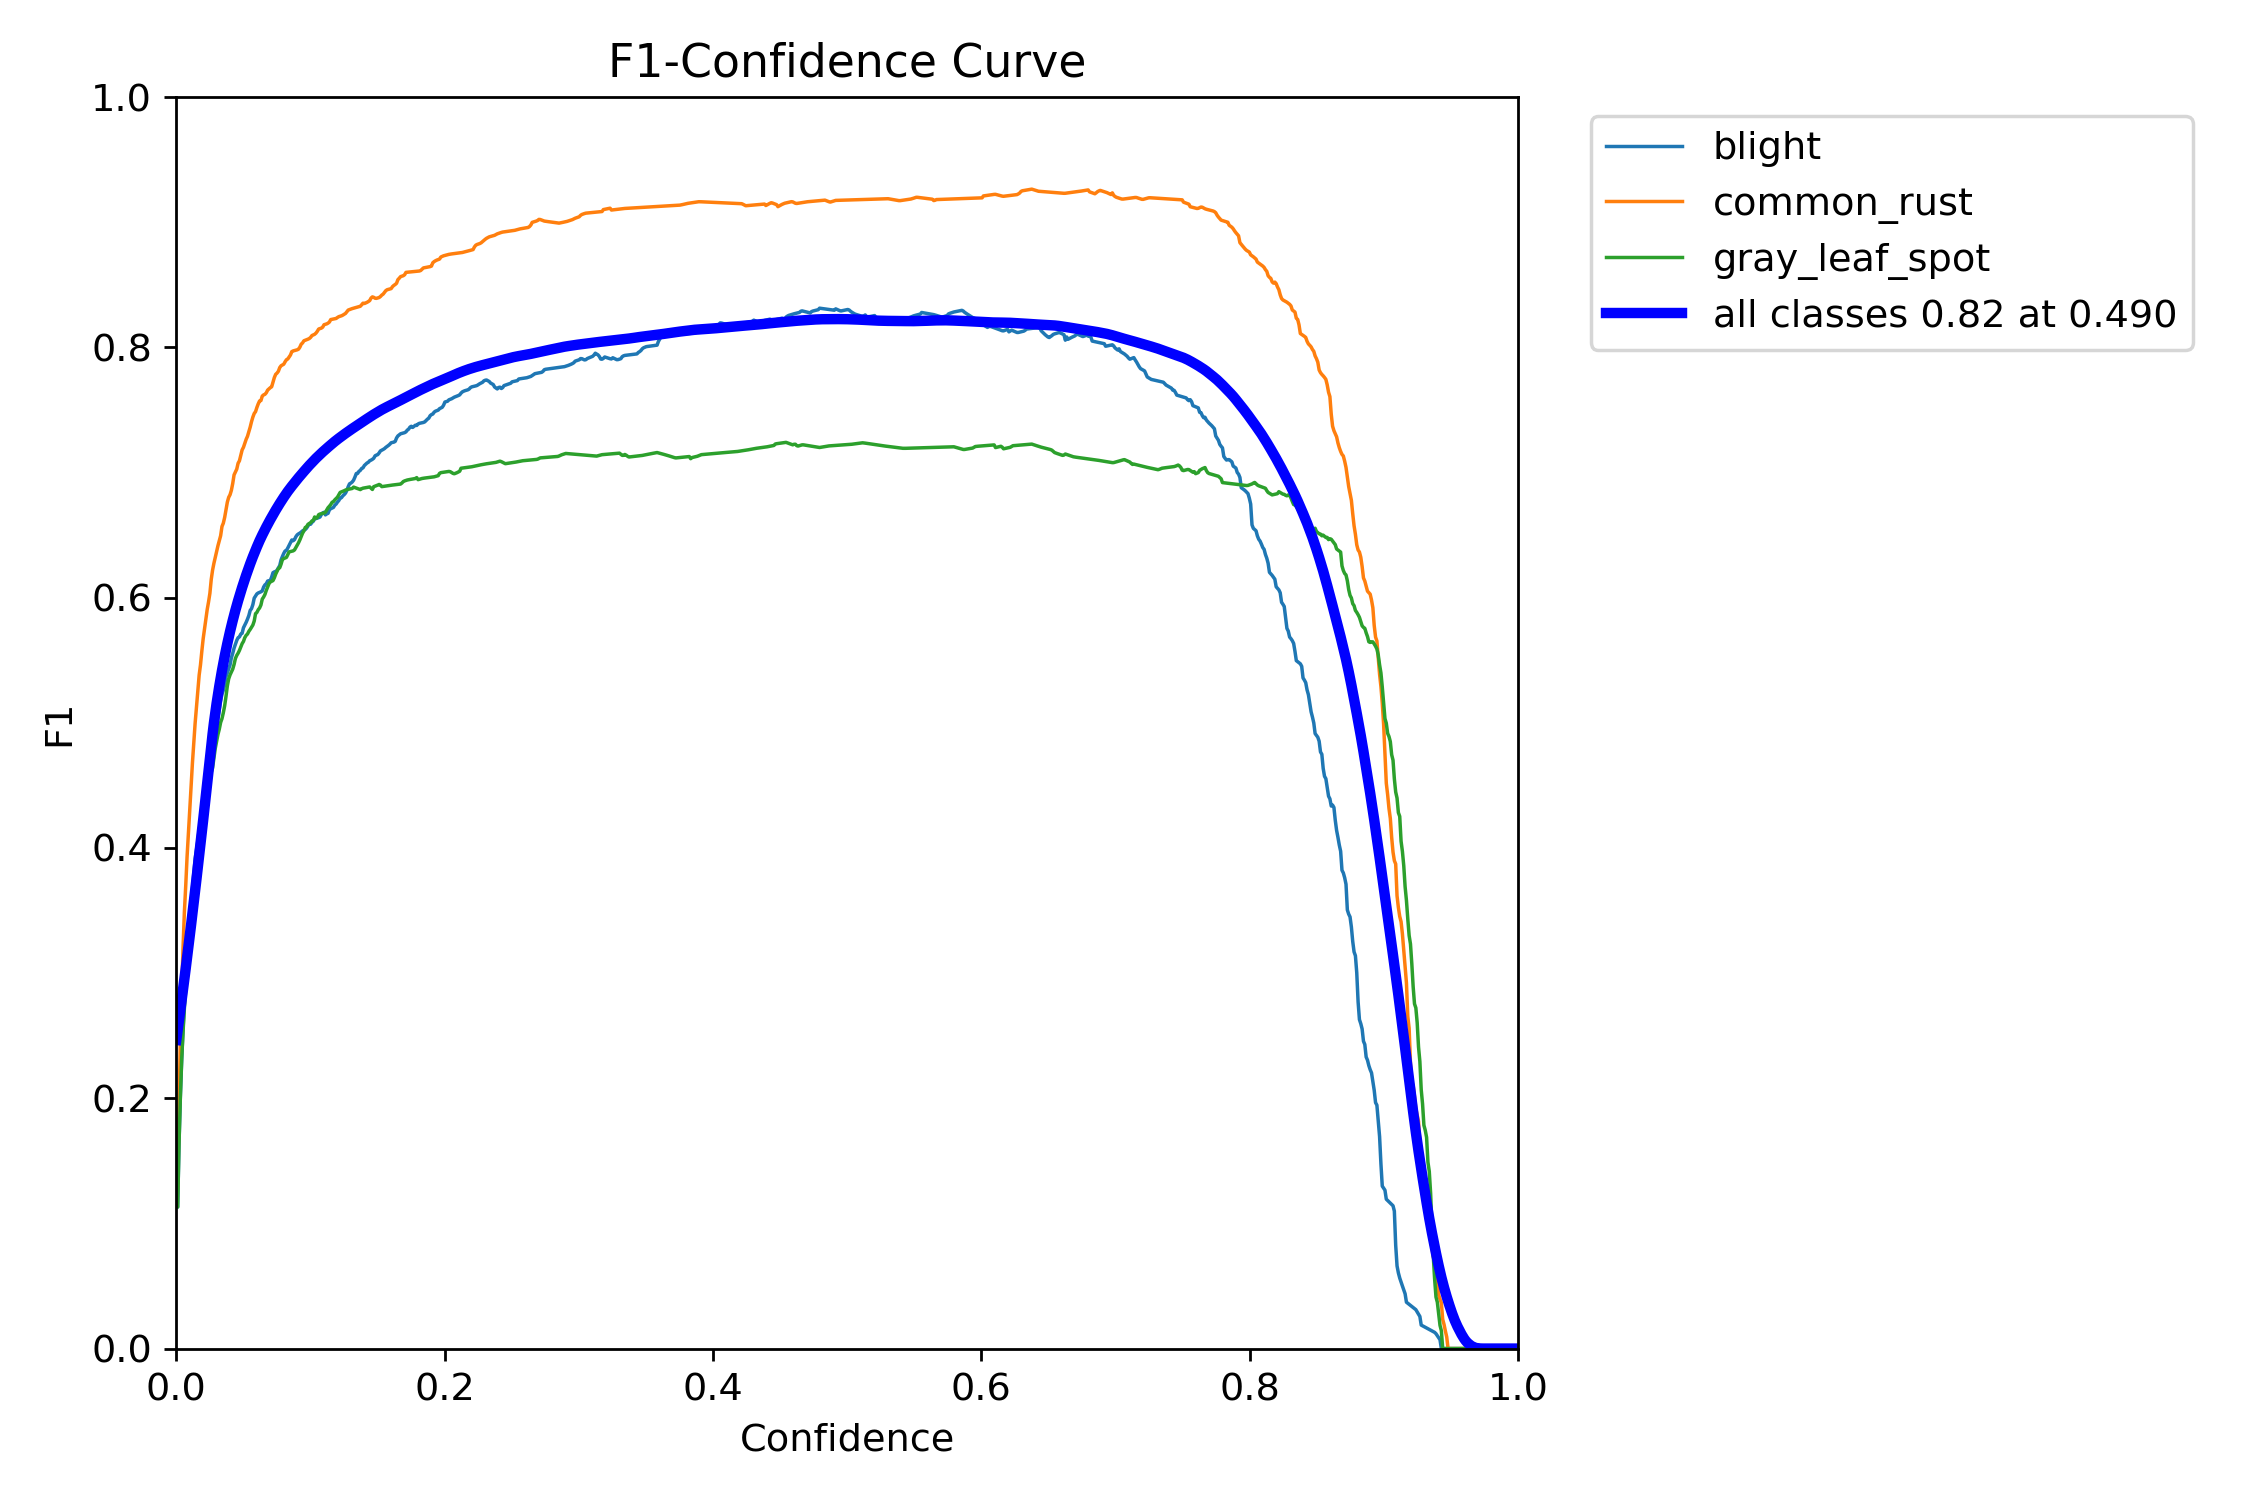 F1-Confidence Curve
1.0
0.8
0.6
0.4
0.2
0.0
F1
0.0 0.2 0.4 0.6 0.8 1.0
Confidence
blight
common_rust
gray_leaf_spot
all classes 0.82 at 0.490